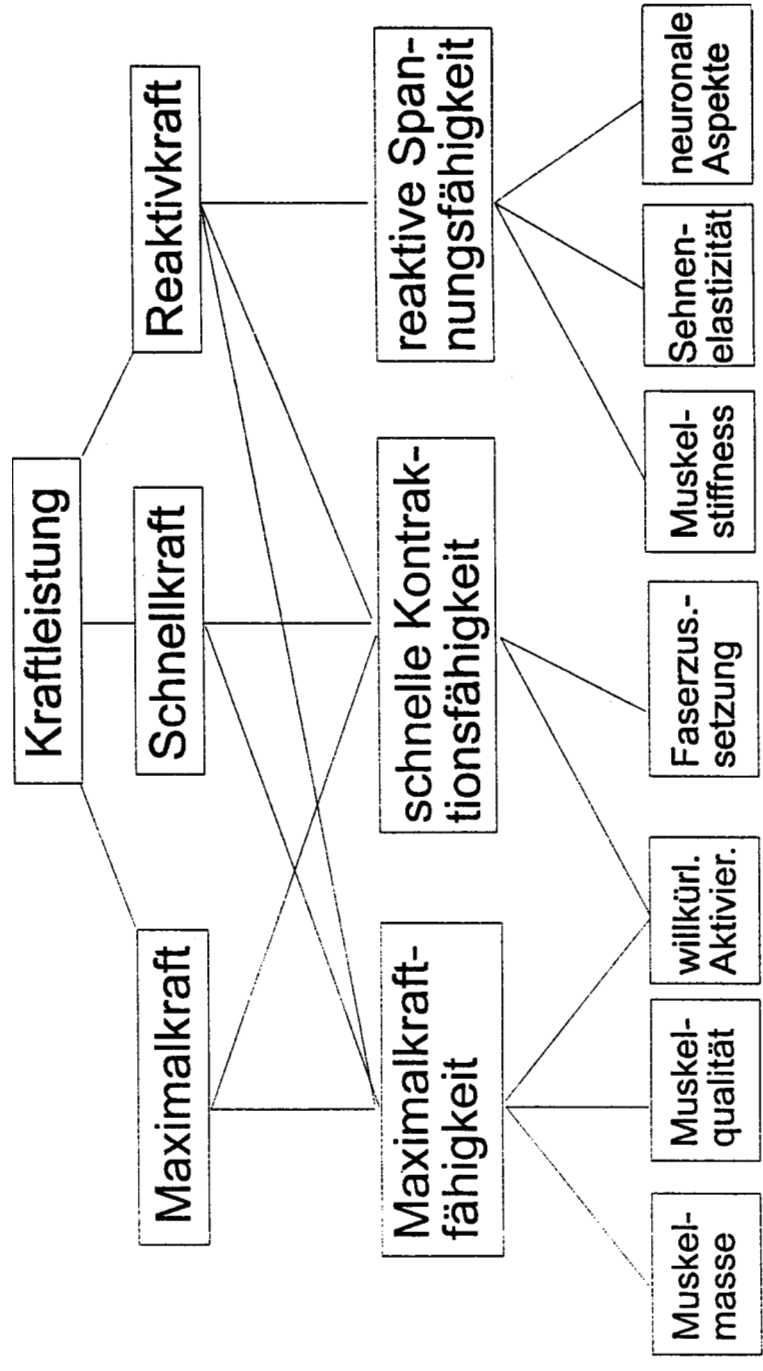 Kraftleistung
Maximalkraft
Schnellkraft
Reaktivkraft
Maximalkraft-
fähigkeit
schnelle Kontrak-
tionsfähigkeit
reaktive Span-
nungsfähigkeit
Muskel-
masse
Muskel-
qualität
willkürl.
Aktivier.
Faserzus.-
setzung
Muskel-
stiffness
Sehnen-
elastizität
neuronale
Aspekte